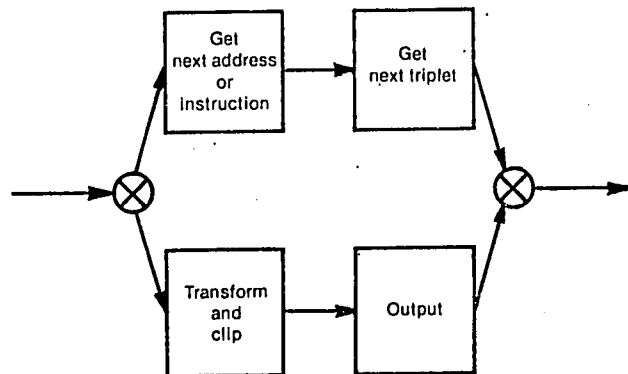 Get
next address
or
instruction
Get
next triplet
Transform
and
clip
Output